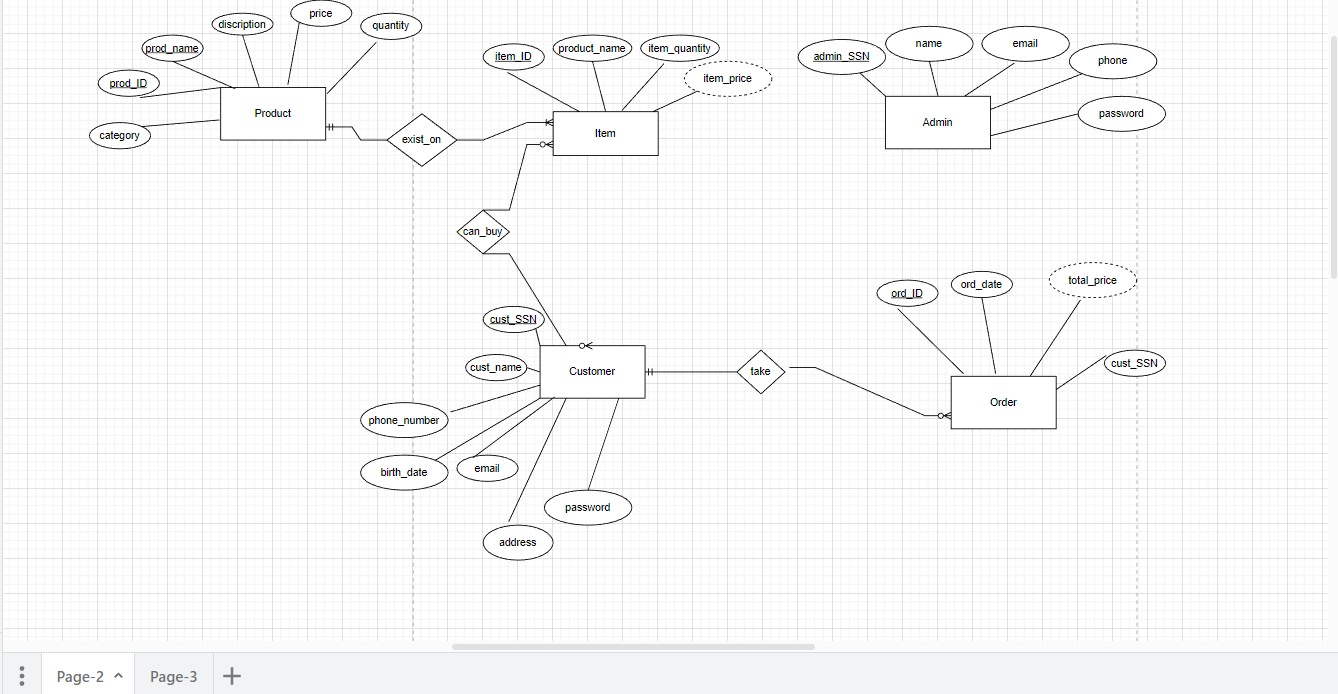 price
discription
quantity
prod_name
prod_ID
category
Product
exist_on
item_ID
product_name
item_quantity
item_price
Item
admin_SSN
name
email
phone
password
Admin
can_buy
cust_SSN
cust_name
phone_number
birth_date
email
address
password
Customer
take
ord_ID
ord_date
total_price
cust_SSN
Order
Page-2
Page-3